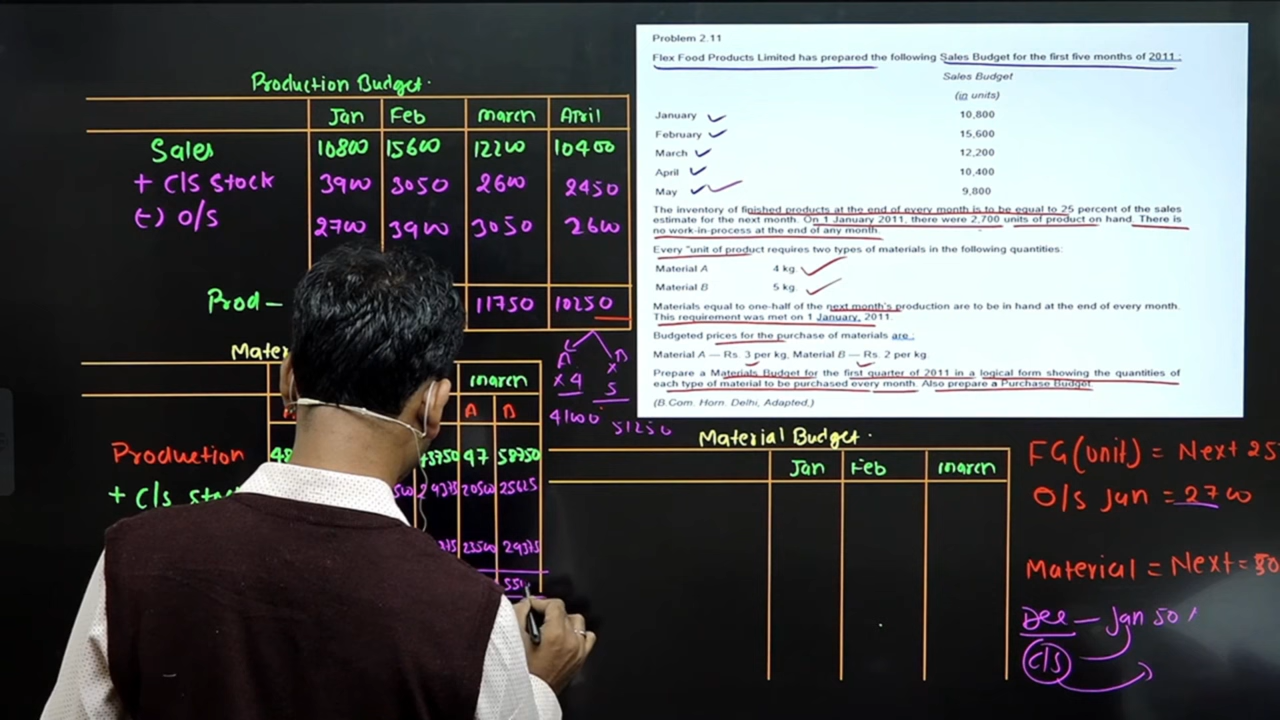 Production Budget.
Jan Feb march April
Sales 10800 15600 12200 10400
+ C/S stock 3900 3050 2600 2450
(-) O/S 2700 3900 3050 2600
Prod - 11750 10250
A B
x 4 x 5
41000 51250
march
A B
Production 48 73750 47 58750
+ C/S 29375 20500 25625
23500 29375
Material Budget.
Jan Feb march
FG (unit) = Next 25
O/S Jan = 2700
Material = Next = 50
Dec - Jan 50
C/S
Problem 2.11
Flex Food Products Limited has prepared the following Sales Budget for the first five months of 2011 :
Sales Budget
(in units)
January 10,800
February 15,600
March 12,200
April 10,400
May 9,800
The inventory of finished products at the end of every month is to be equal to 25 percent of the sales
estimate for the next month. On 1 January 2011, there were 2,700 units of product on hand. There is
no work-in-process at the end of any month.
Every "unit of product requires two types of materials in the following quantities:
Material A 4 kg
Material B 5 kg
Materials equal to one-half of the next month's production are to be in hand at the end of every month.
This requirement was met on 1 January, 2011.
Budgeted prices for the purchase of materials are :
Material A — Rs. 3 per kg, Material B — Rs. 2 per kg.
Prepare a Materials Budget for the first quarter of 2011 in a logical form showing the quantities of
each type of material to be purchased every month. Also prepare a Purchase Budget.
(B.Com. Horn. Delhi, Adapted.)